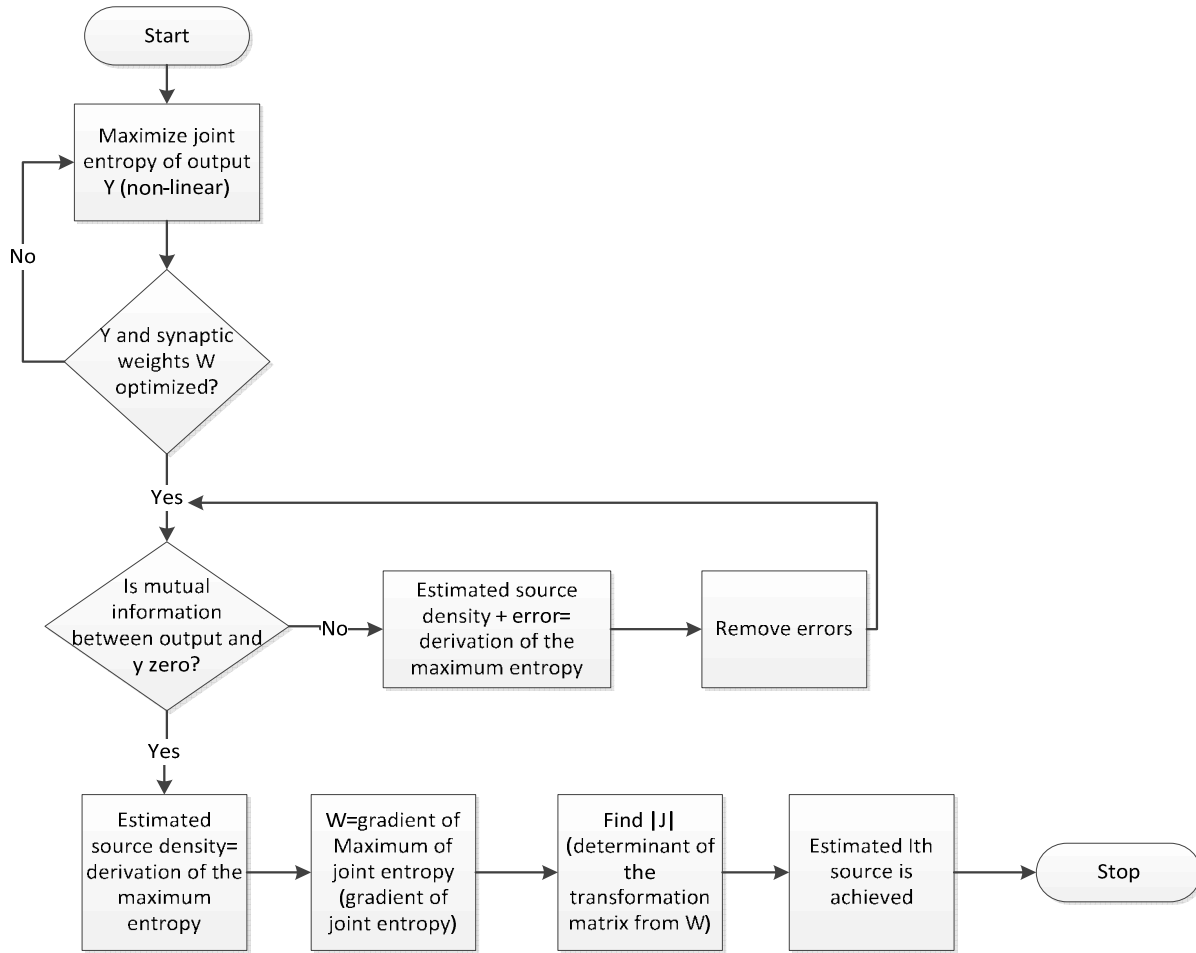 Start
Maximize joint
entropy of output
Y (non-linear)
No
Y and synaptic
weights W
optimized?
Yes
Is mutual
information
between output and
y zero?
No
Estimated source
density + error=
derivation of the
maximum entropy
Remove errors
Yes
Estimated
source density=
derivation of the
maximum
entropy
W=gradient of
Maximum of
joint entropy
(gradient of
joint entropy)
Find |J|
(determinant of
the
transformation
matrix from W)
Estimated Ith
source is
achieved
Stop